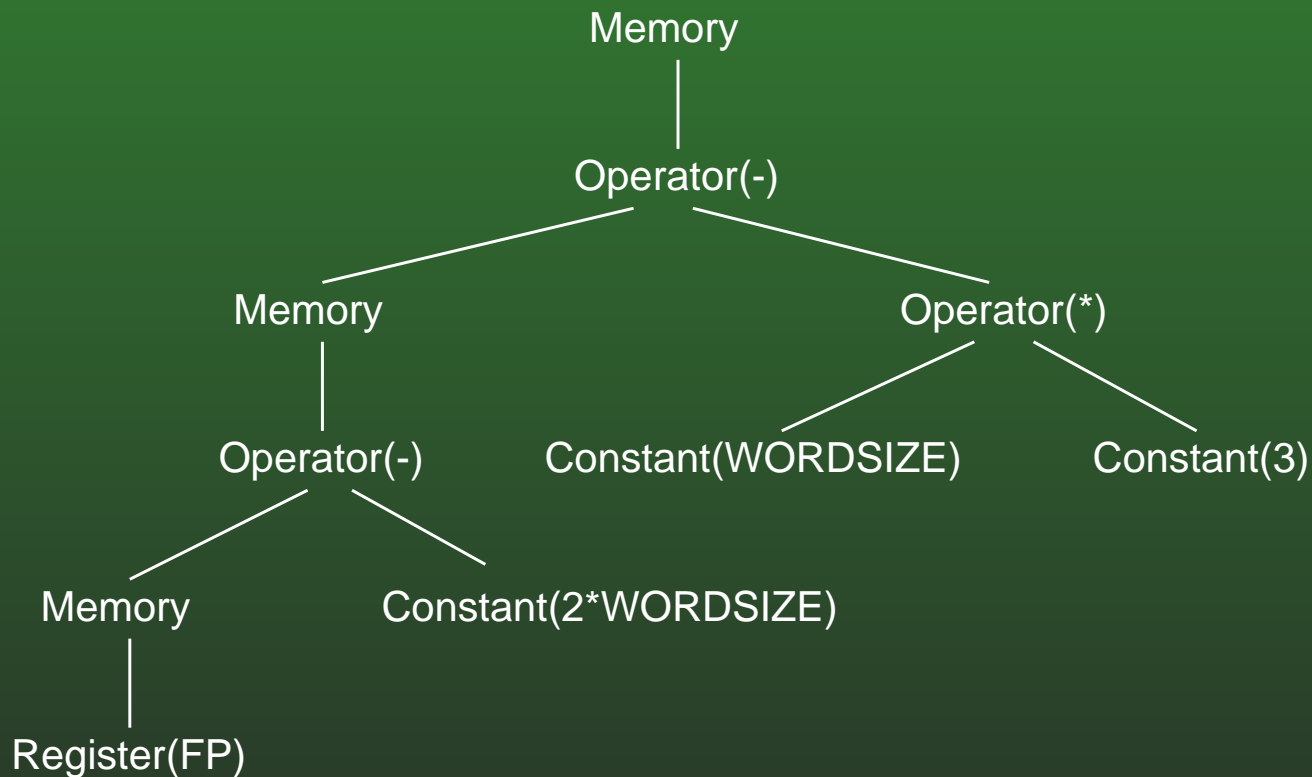 Memory
Operator(-)
Memory Operator(*)
Operator(-) Constant(WORDSIZE) Constant(3)
Memory Constant(2*WORDSIZE)
Register(FP)